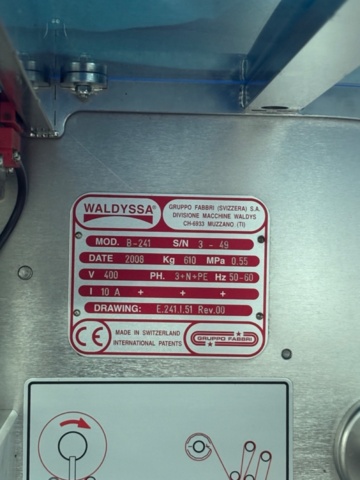 WALDYSSA®
GRUPPO FABBRI (SVIZZERA) S.A.
DIVISIONE MACCHINE WALDYS
CH-6833 MUZZANO (TI)
MOD. B-241 S/N 3 - 49
DATE 2008 Kg 610 MPa 0.55
V 400 PH. 3+N+PE Hz 50-60
I 10 A + + +
DRAWING: E.241.I.51 Rev.00
CE MADE IN SWITZERLAND
INTERNATIONAL PATENTS
GRUPPO FABBRI